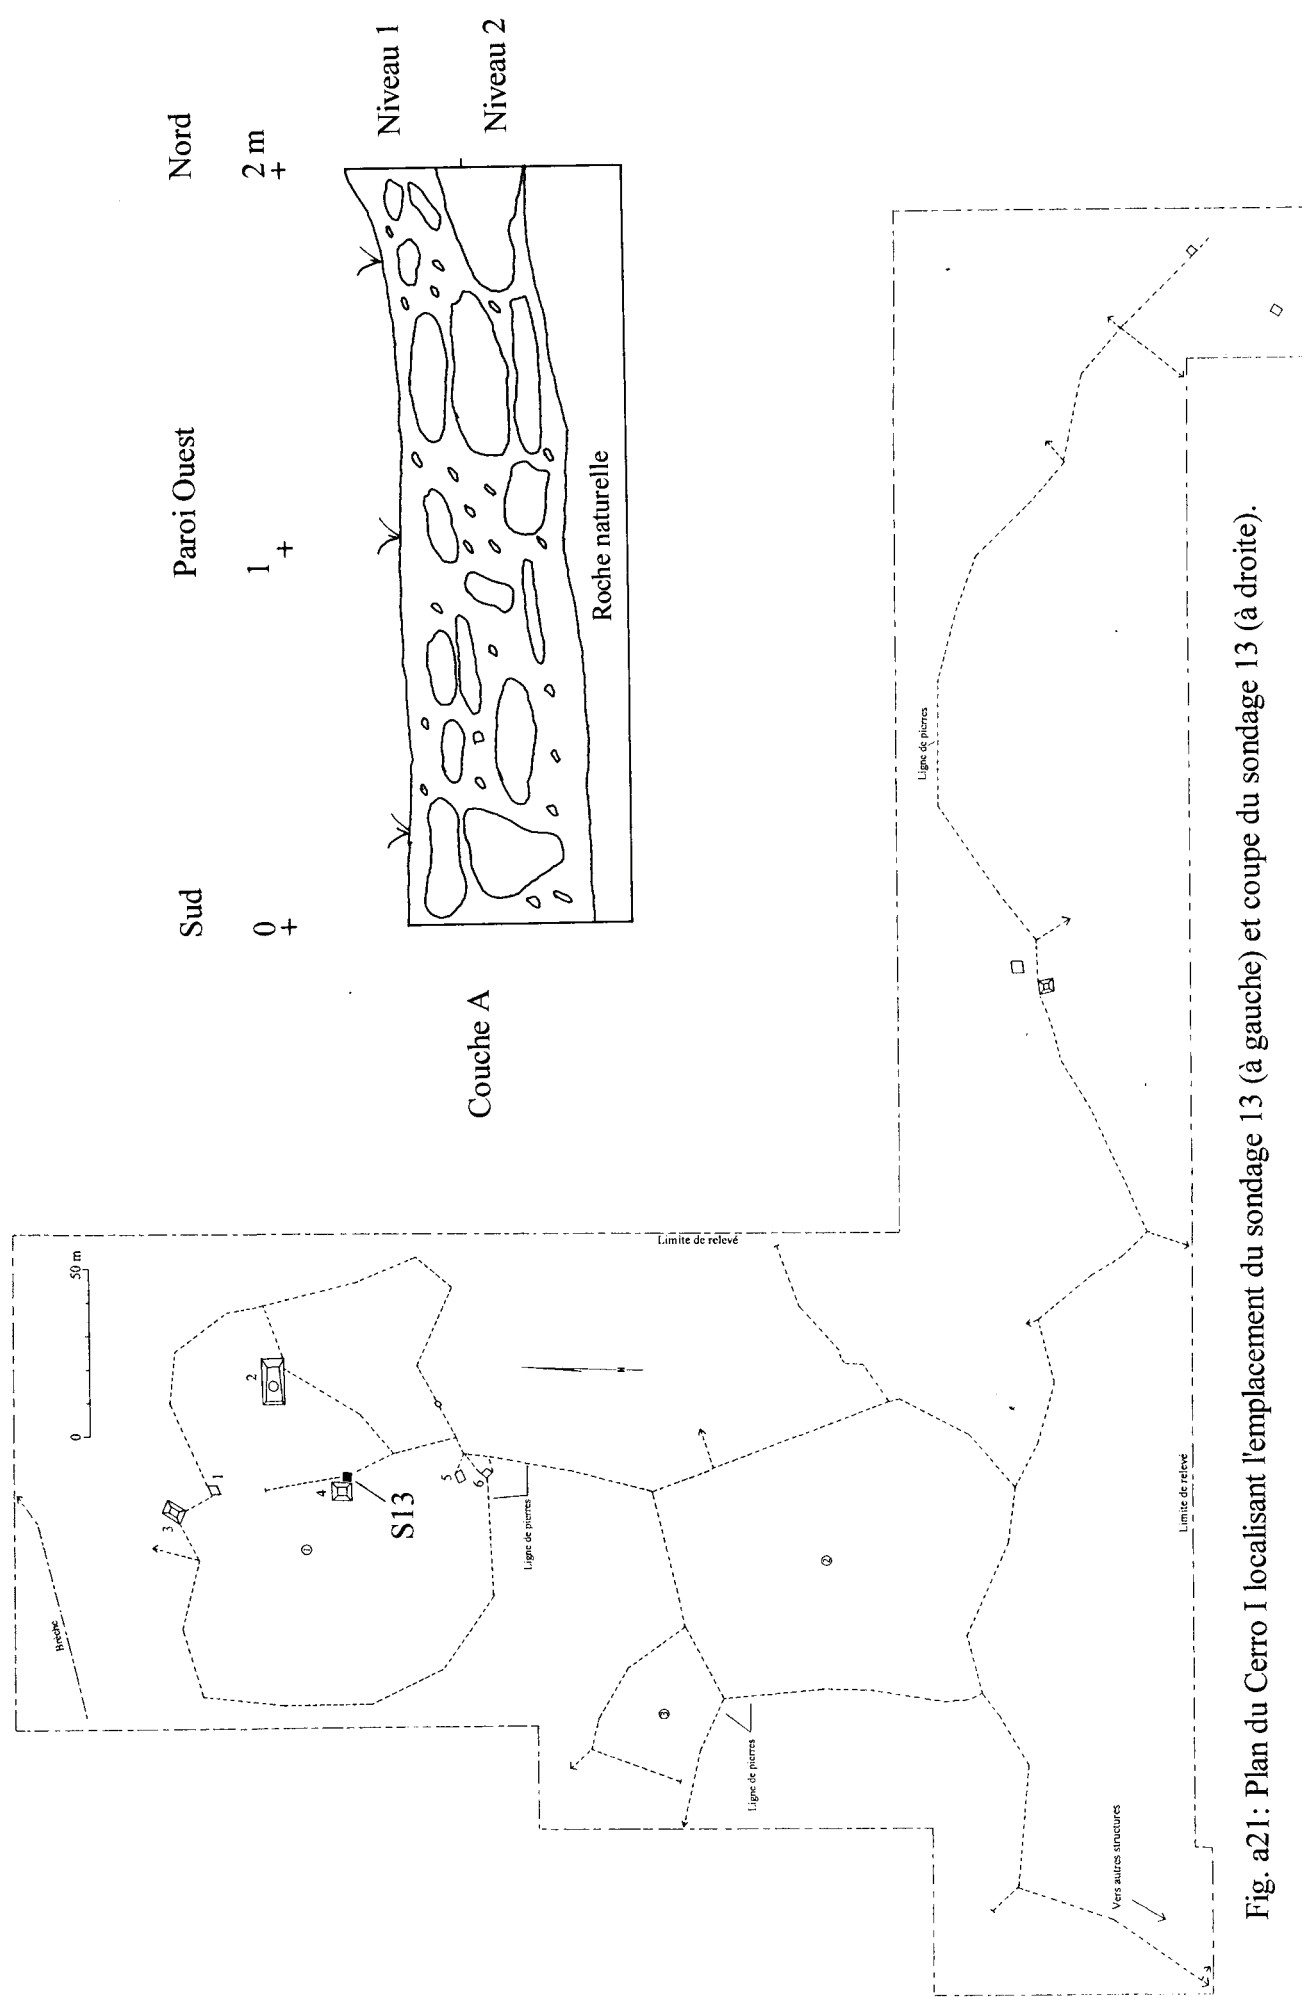 Sud
Paroi Ouest
Nord
0
1
2 m
Couche A
Niveau 1
Niveau 2
Roche naturelle
Brèche
0
50 m
3
1
2
4
S13
①
5
6
Ligne de pierres
Limite de relevé
③
②
Ligne de pierres
Ligne de pierres
Vers autres structures
Limite de relevé
N
Fig. a21: Plan du Cerro I localisant l'emplacement du sondage 13 (à gauche) et coupe du sondage 13 (à droite).